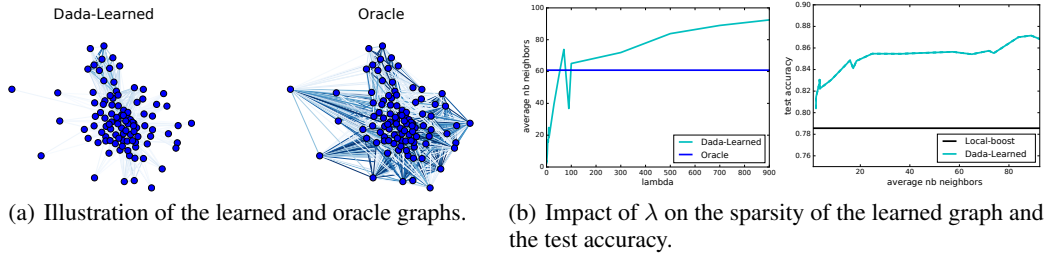 Dada-Learned
Oracle
(a) Illustration of the learned and oracle graphs.
100
80
60
40
20
0
average nb neighbors
0 100 200 300 400 500 600 700 800 900
lambda
Dada-Learned
Oracle
0.90
0.88
0.86
0.84
0.82
0.80
0.78
0.76
test accuracy
20 40 60 80
average nb neighbors
Local-boost
Dada-Learned
(b) Impact of λ on the sparsity of the learned graph and
the test accuracy.